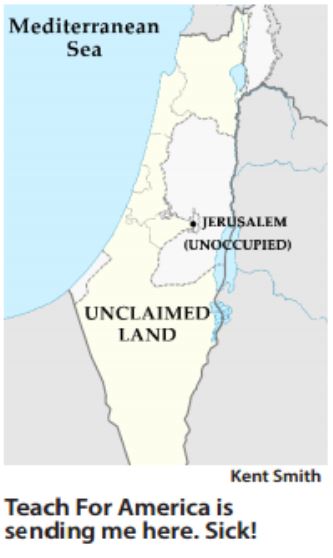 Mediterranean
Sea
JERUSALEM
(UNOCCUPIED)
UNCLAIMED
LAND
Kent Smith
Teach For America is
sending me here. Sick!